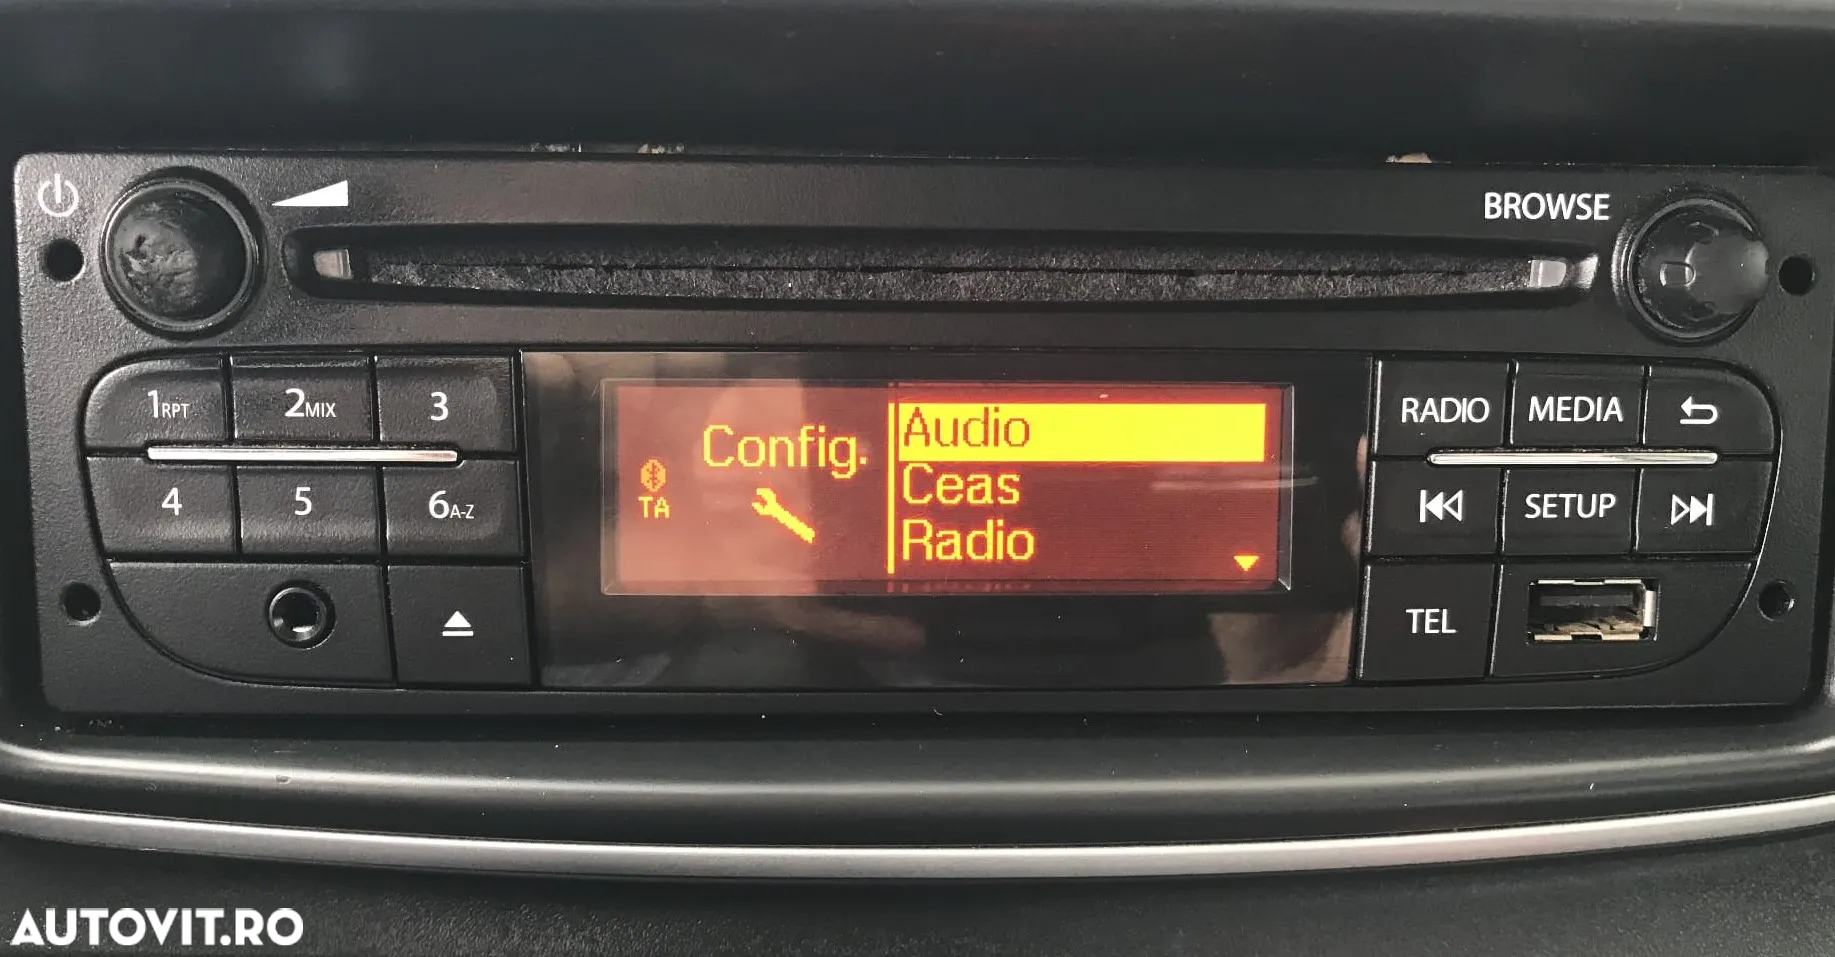 BROWSE
1RPT
2MIX
3
4
5
6A-Z
TA
Config.
Audio
Ceas
Radio
RADIO
MEDIA
SETUP
TEL
AUTOVIT.RO